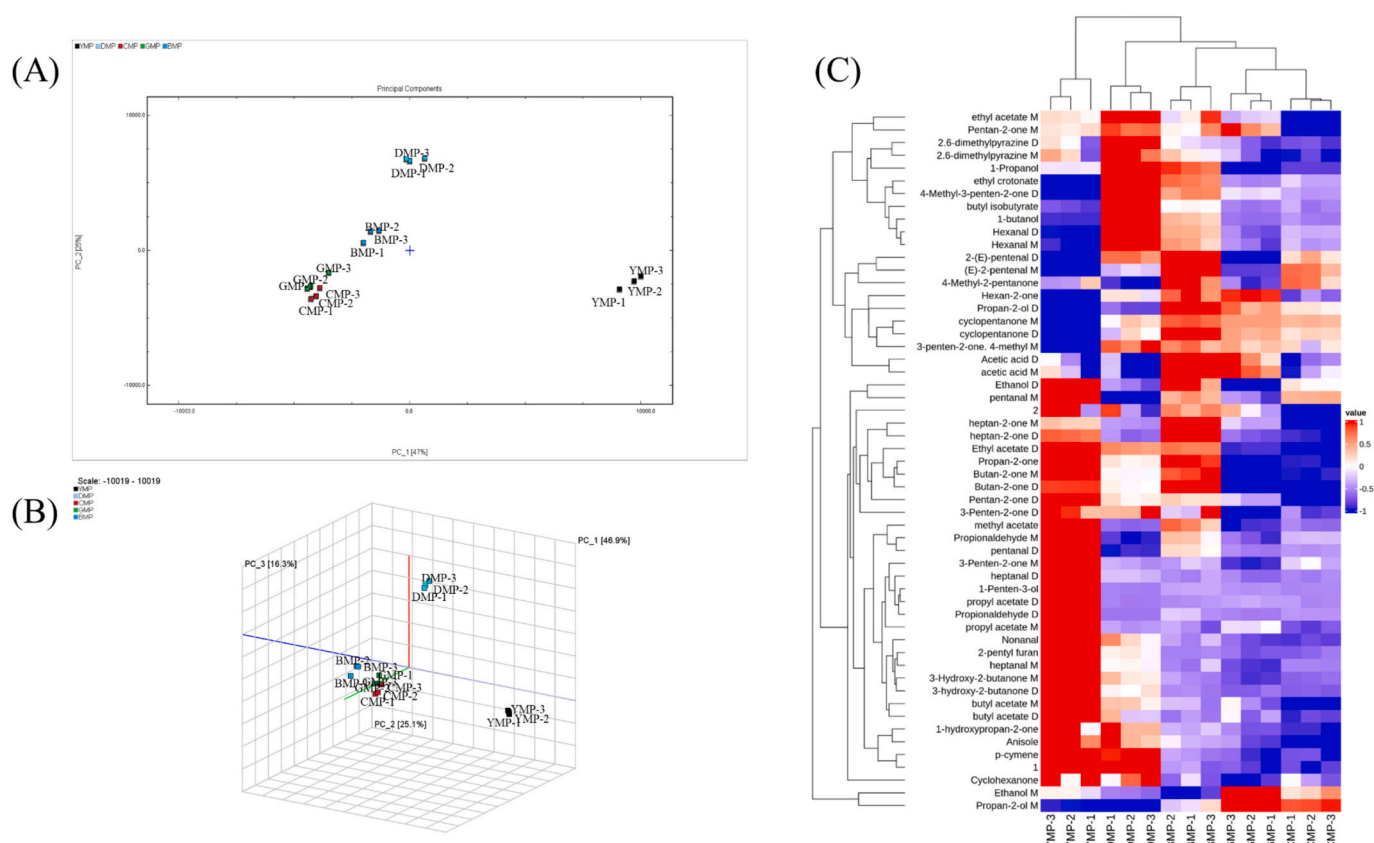 (A)
YMP DMP CMP GMP BMP
Principal Components
10000.0
0.0
-10000.0
PC_2 [25%]
DMP-3
DMP-2
DMP-1
BMP-2
BMP-3
BMP-1
GMP-3
GMP-2
CMP-3
CMP-2
CMP-1
YMP-3
YMP-2
YMP-1
-10000.0
0.0
10000.0
PC_1 [47%]
(B)
Scale: -10019 - 10019
YMP
DMP
CMP
GMP
BMP
PC_1 [46.9%]
PC_3 [16.3%]
DMP-3
DMP-2
DMP-1
BMP-2
BMP-3
GMP-1
CMP-3
CMP-2
CMP-1
PC_2 [25.1%]
YMP-3
YMP-2
YMP-1
(C)
ethyl acetate M
Pentan-2-one M
2.6-dimethylpyrazine D
2.6-dimethylpyrazine M
1-Propanol
ethyl crotonate
4-Methyl-3-penten-2-one D
butyl isobutyrate
1-butanol
Hexanal D
Hexanal M
2-(E)-pentenal D
(E)-2-pentenal M
4-Methyl-2-pentanone
Hexan-2-one
Propan-2-ol D
cyclopentanone M
cyclopentanone D
3-penten-2-one. 4-methyl M
Acetic acid D
acetic acid M
Ethanol D
pentanal M
2
heptan-2-one M
heptan-2-one D
Ethyl acetate D
Propan-2-one
Butan-2-one M
Butan-2-one D
Pentan-2-one D
3-Penten-2-one D
methyl acetate
Propionaldehyde M
pentanal D
3-Penten-2-one M
heptanal D
1-Penten-3-ol
propyl acetate D
Propionaldehyde D
propyl acetate M
Nonanal
2-pentyl furan
heptanal M
3-Hydroxy-2-butanone M
3-hydroxy-2-butanone D
butyl acetate M
butyl acetate D
1-hydroxypropan-2-one
Anisole
p-cymene
1
Cyclohexanone
Ethanol M
Propan-2-ol M
value
1
0.5
0
-0.5
-1